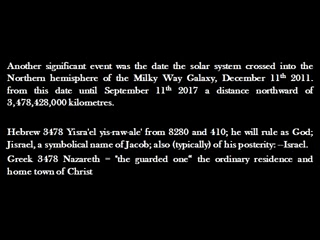 Another significant event was the date the solar system crossed into the
Northern hemisphere of the Milky Way Galaxy, December 11th 2011.
from this date until September 11th 2017 a distance northward of
3,478,428,000 kilometres.
Hebrew 3478 Yisra'el yis-raw-ale' from 8280 and 410; he will rule as God;
Jisrael, a symbolical name of Jacob; also (typically) of his posterity: --Israel.
Greek 3478 Nazareth = "the guarded one" the ordinary residence and
home town of Christ